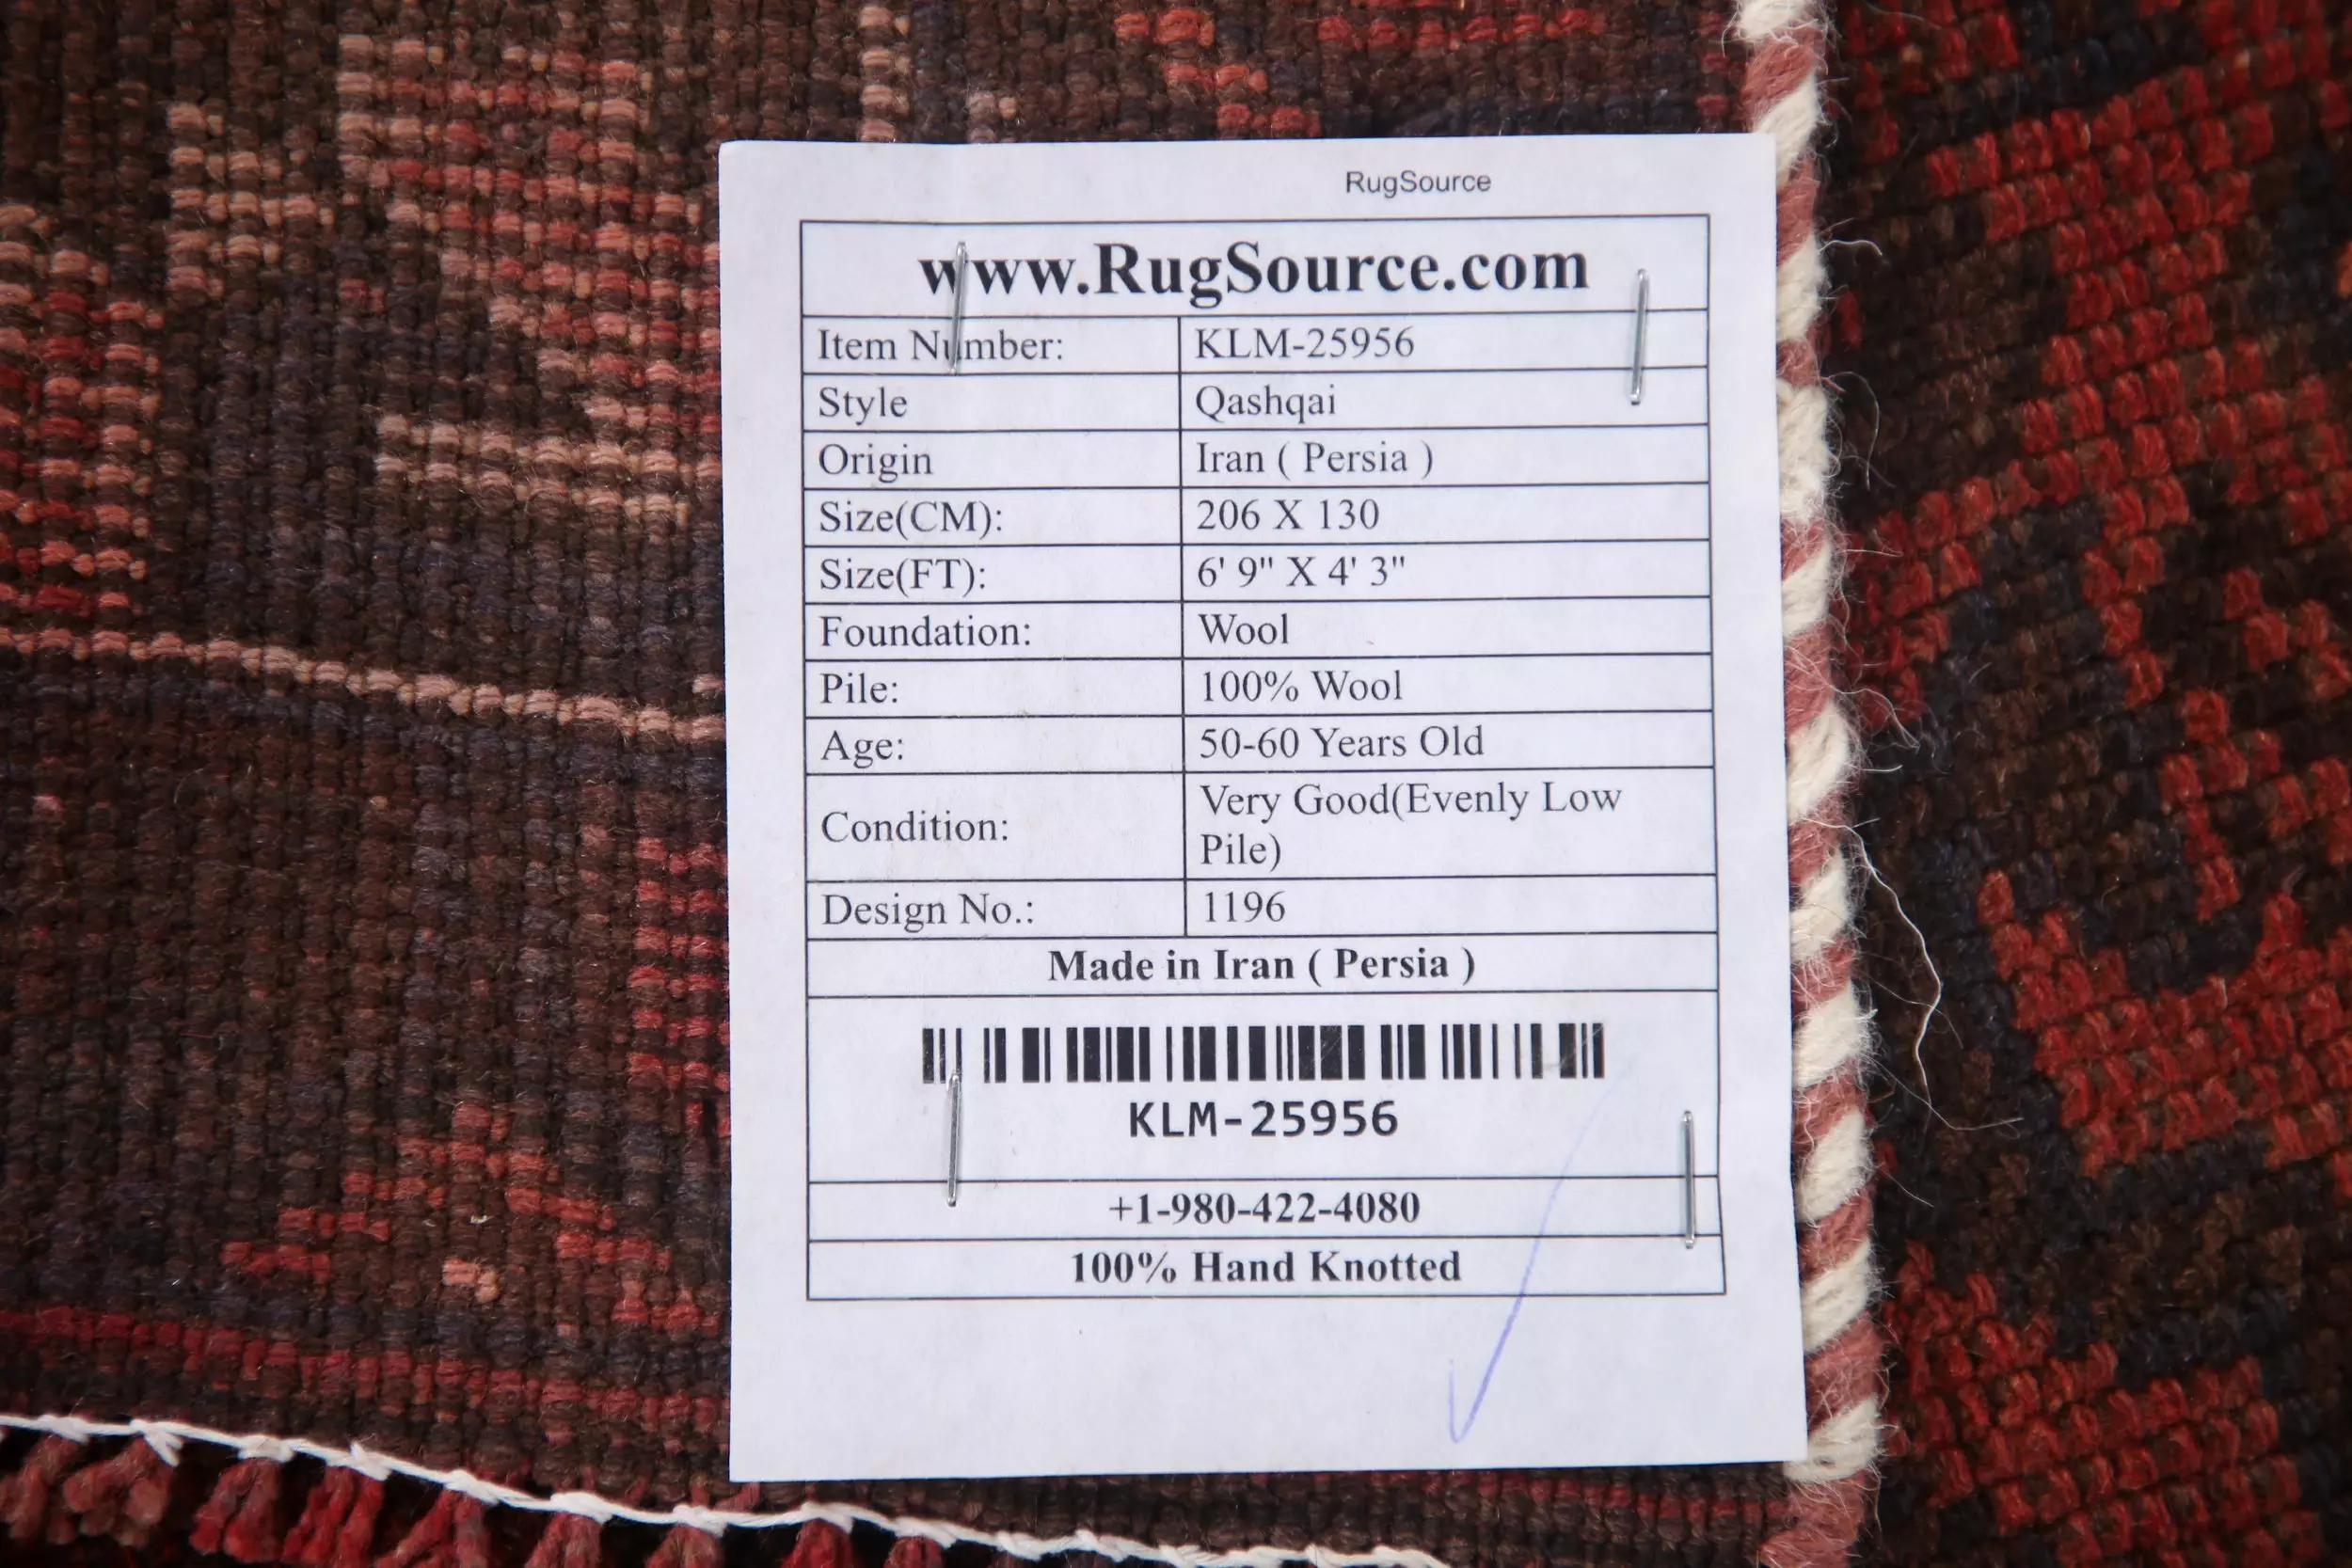 RugSource
www.RugSource.com
Item Number: KLM-25956
Style Qashqai
Origin Iran ( Persia )
Size(CM): 206 X 130
Size(FT): 6' 9" X 4' 3"
Foundation: Wool
Pile: 100% Wool
Age: 50-60 Years Old
Condition: Very Good(Evenly Low
Pile)
Design No.: 1196
Made in Iran ( Persia )
KLM-25956
+1-980-422-4080
100% Hand Knotted